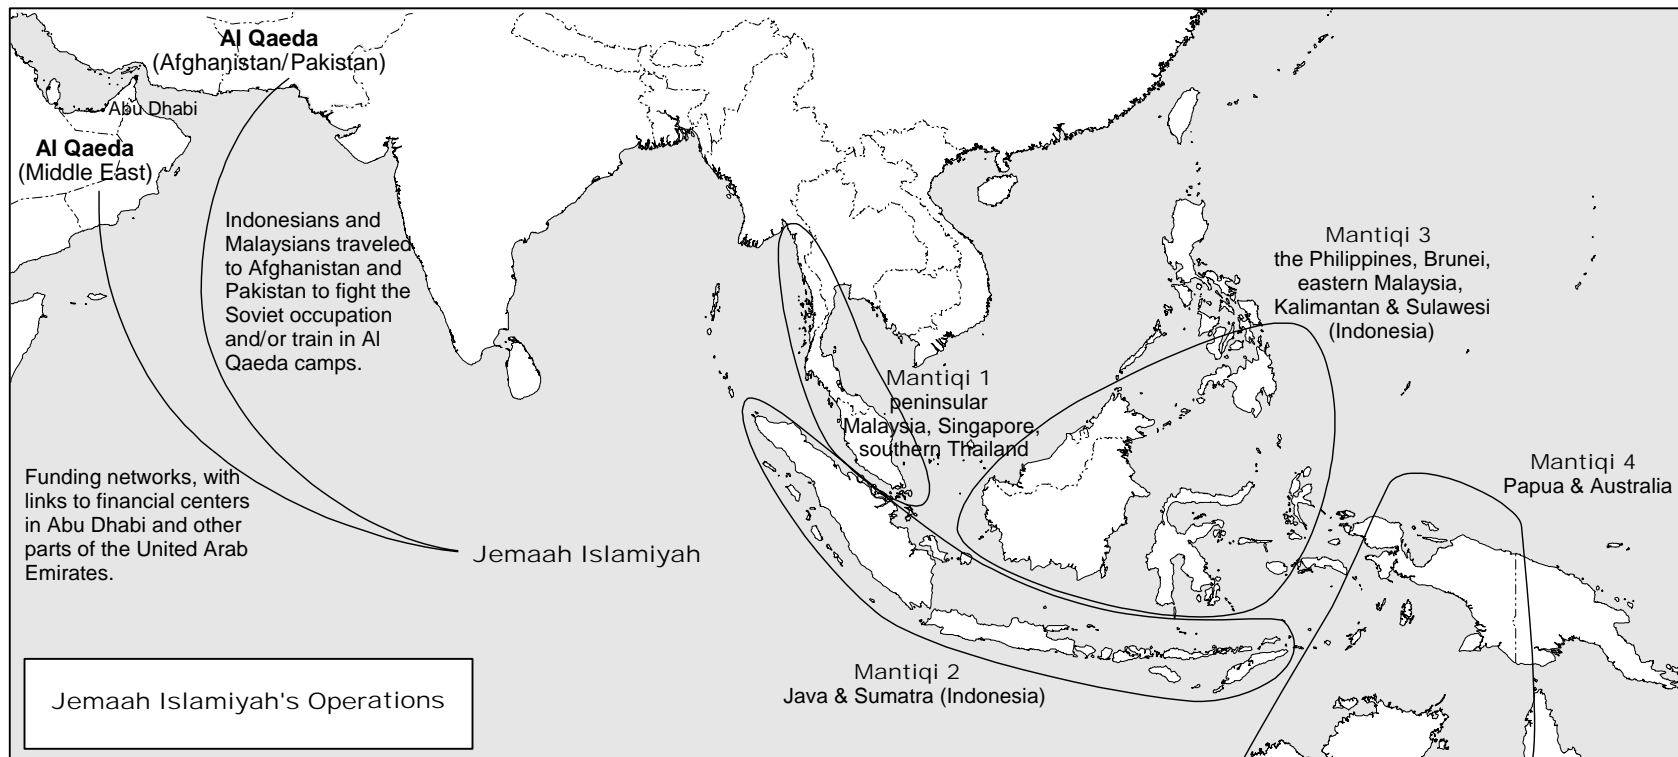 Al Qaeda
(Afghanistan/Pakistan)
Abu Dhabi
Al Qaeda
(Middle East)
Indonesians and
Malaysians traveled
to Afghanistan and
Pakistan to fight the
Soviet occupation
and/or train in Al
Qaeda camps.
Mantiqi 3
the Philippines, Brunei,
eastern Malaysia,
Kalimantan & Sulawesi
(Indonesia)
Mantiqi 1
peninsular
Malaysia, Singapore,
southern Thailand
Mantiqi 4
Papua & Australia
Funding networks, with
links to financial centers
in Abu Dhabi and other
parts of the United Arab
Emirates.
Jemaah Islamiyah
Mantiqi 2
Java & Sumatra (Indonesia)
Jemaah Islamiyah's Operations